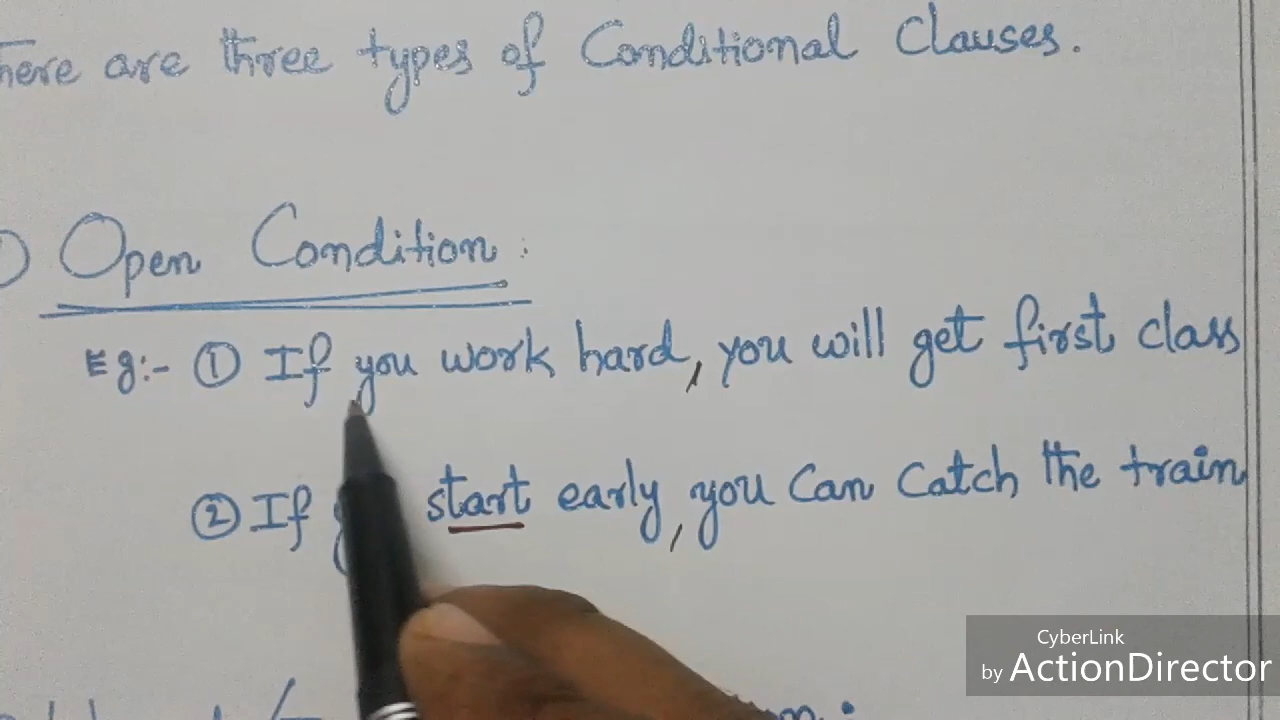 here are three types of Conditional Clauses.
Open Condition:
Eg:- ① If you work hard, you will get first class
② If start early, you can catch the train
CyberLink
by ActionDirector